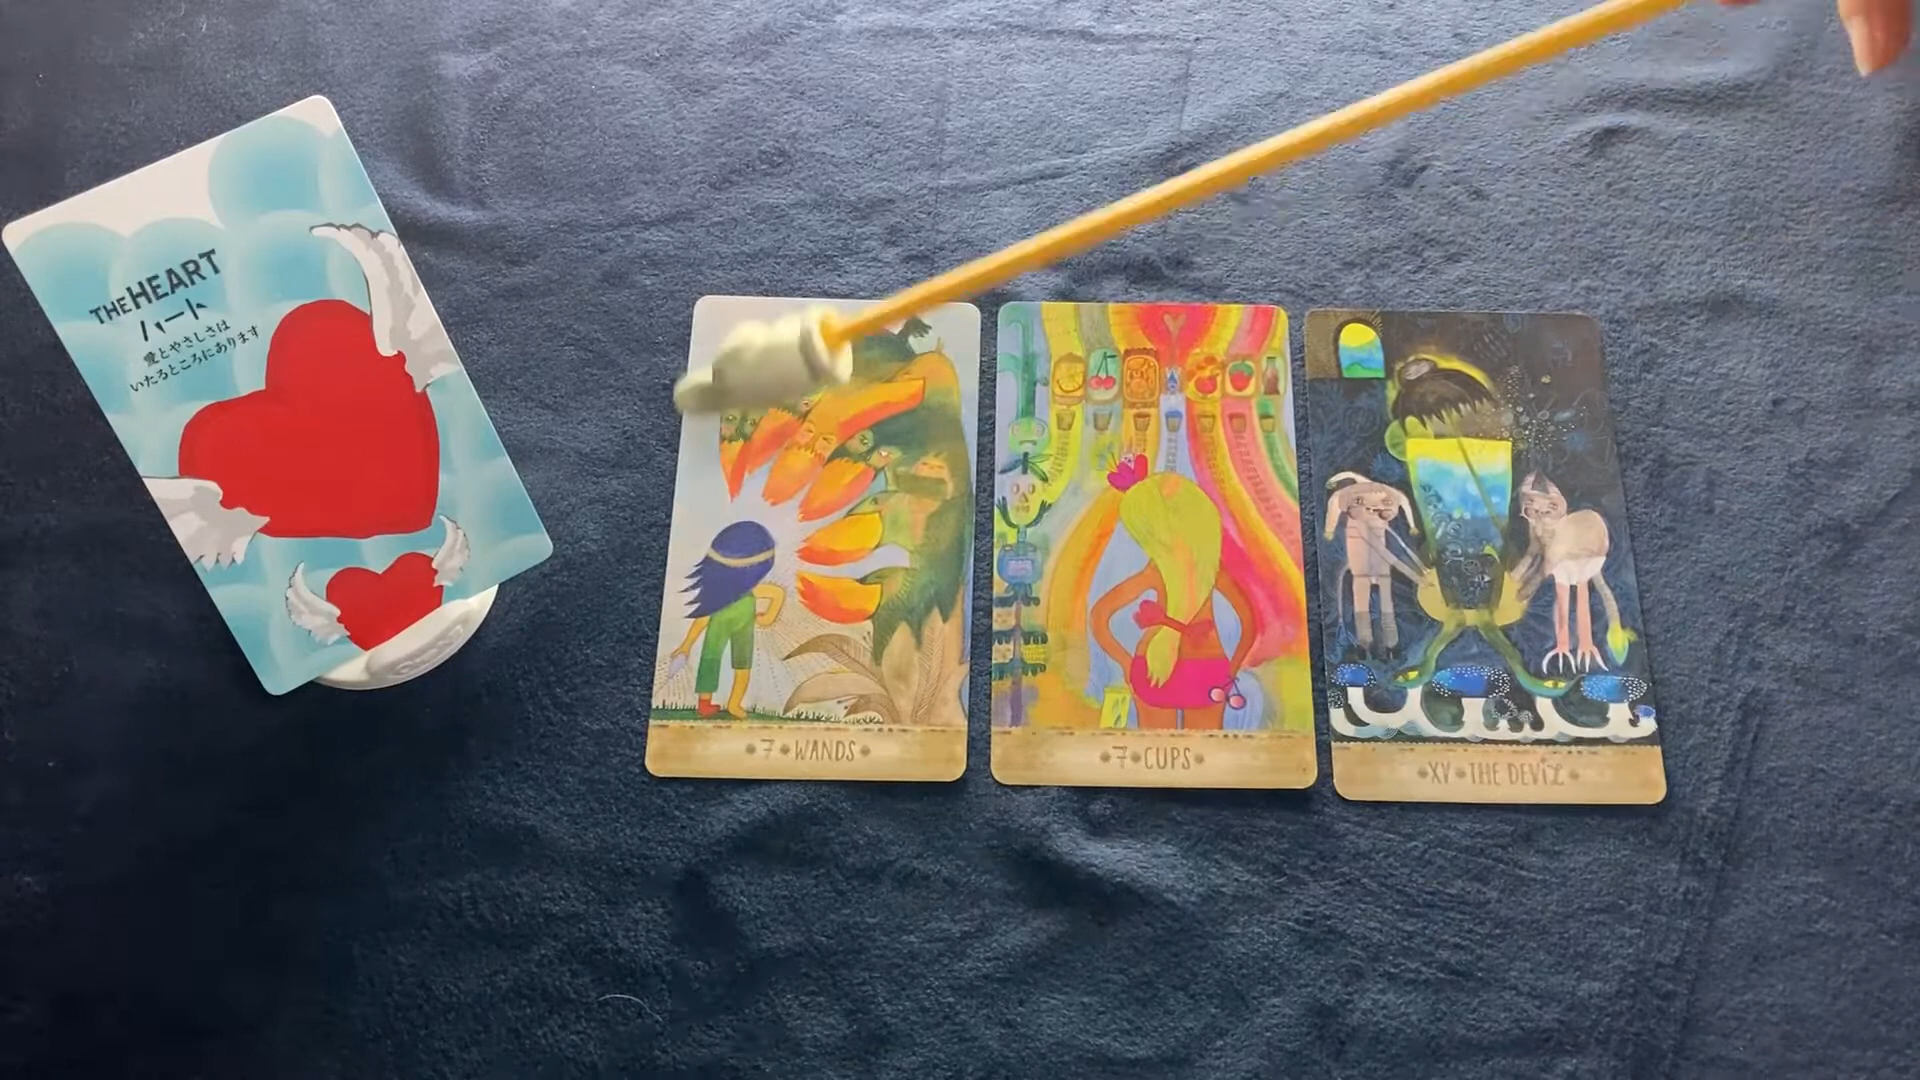 THE HEART
ハート
愛とやさしさは
いたるところにあります
7 WANDS
7 CUPS
XV THE DEVIL